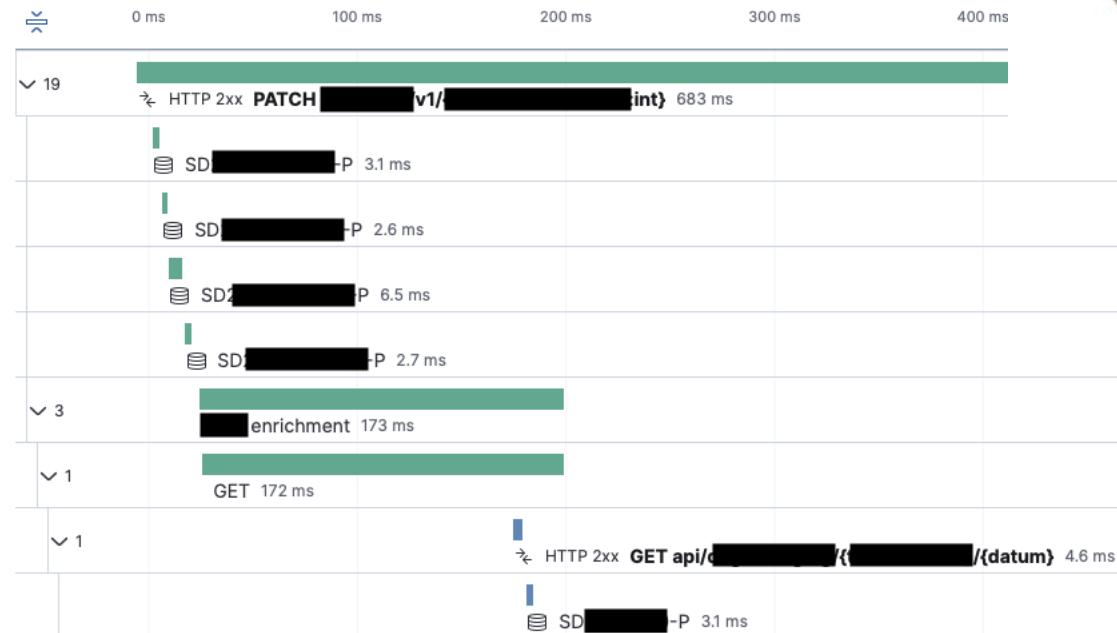 0 ms 100 ms 200 ms 300 ms 400 ms
19
HTTP 2xx PATCH v1/ int} 683 ms
SD -P 3.1 ms
SD -P 2.6 ms
SD2 P 6.5 ms
SD -P 2.7 ms
3
enrichment 173 ms
1
GET 172 ms
1
HTTP 2xx GET api/ /{ /{datum} 4.6 ms
SD -P 3.1 ms